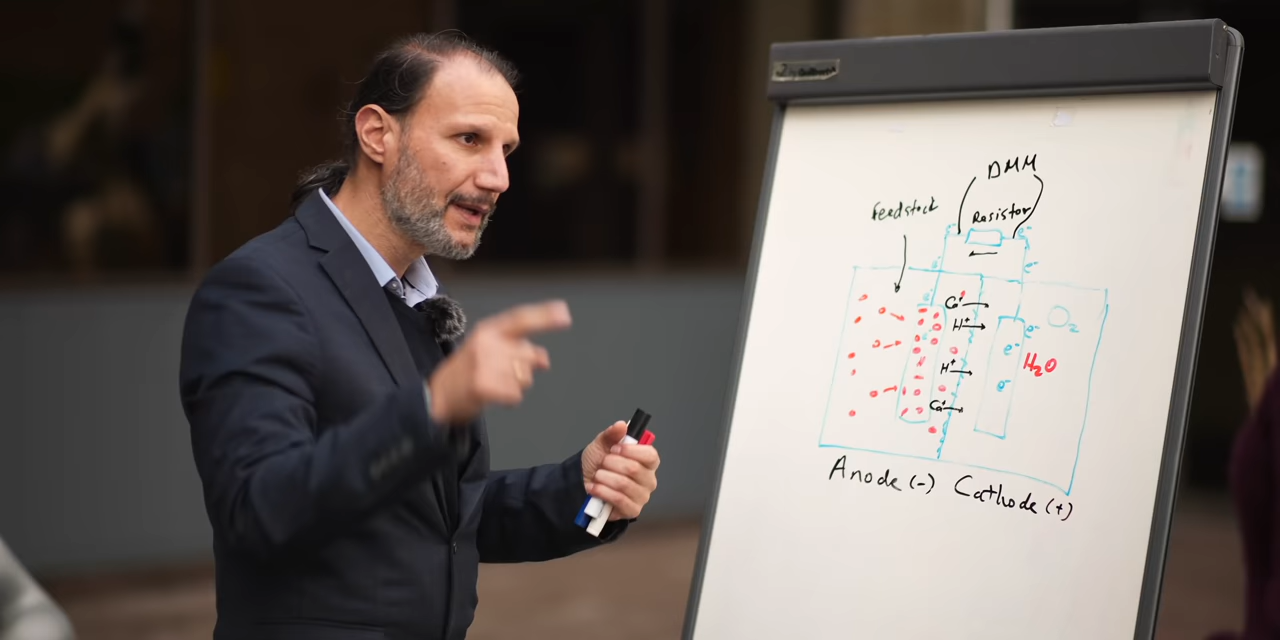 DMM
Resistor
feedstock
e⁻ e⁻
e⁻ e⁻
O₂
Ca⁺
H⁺
e⁻
e⁻
H₂O
H⁺
e⁻
Ca⁺
Anode (-) Cathode (+)